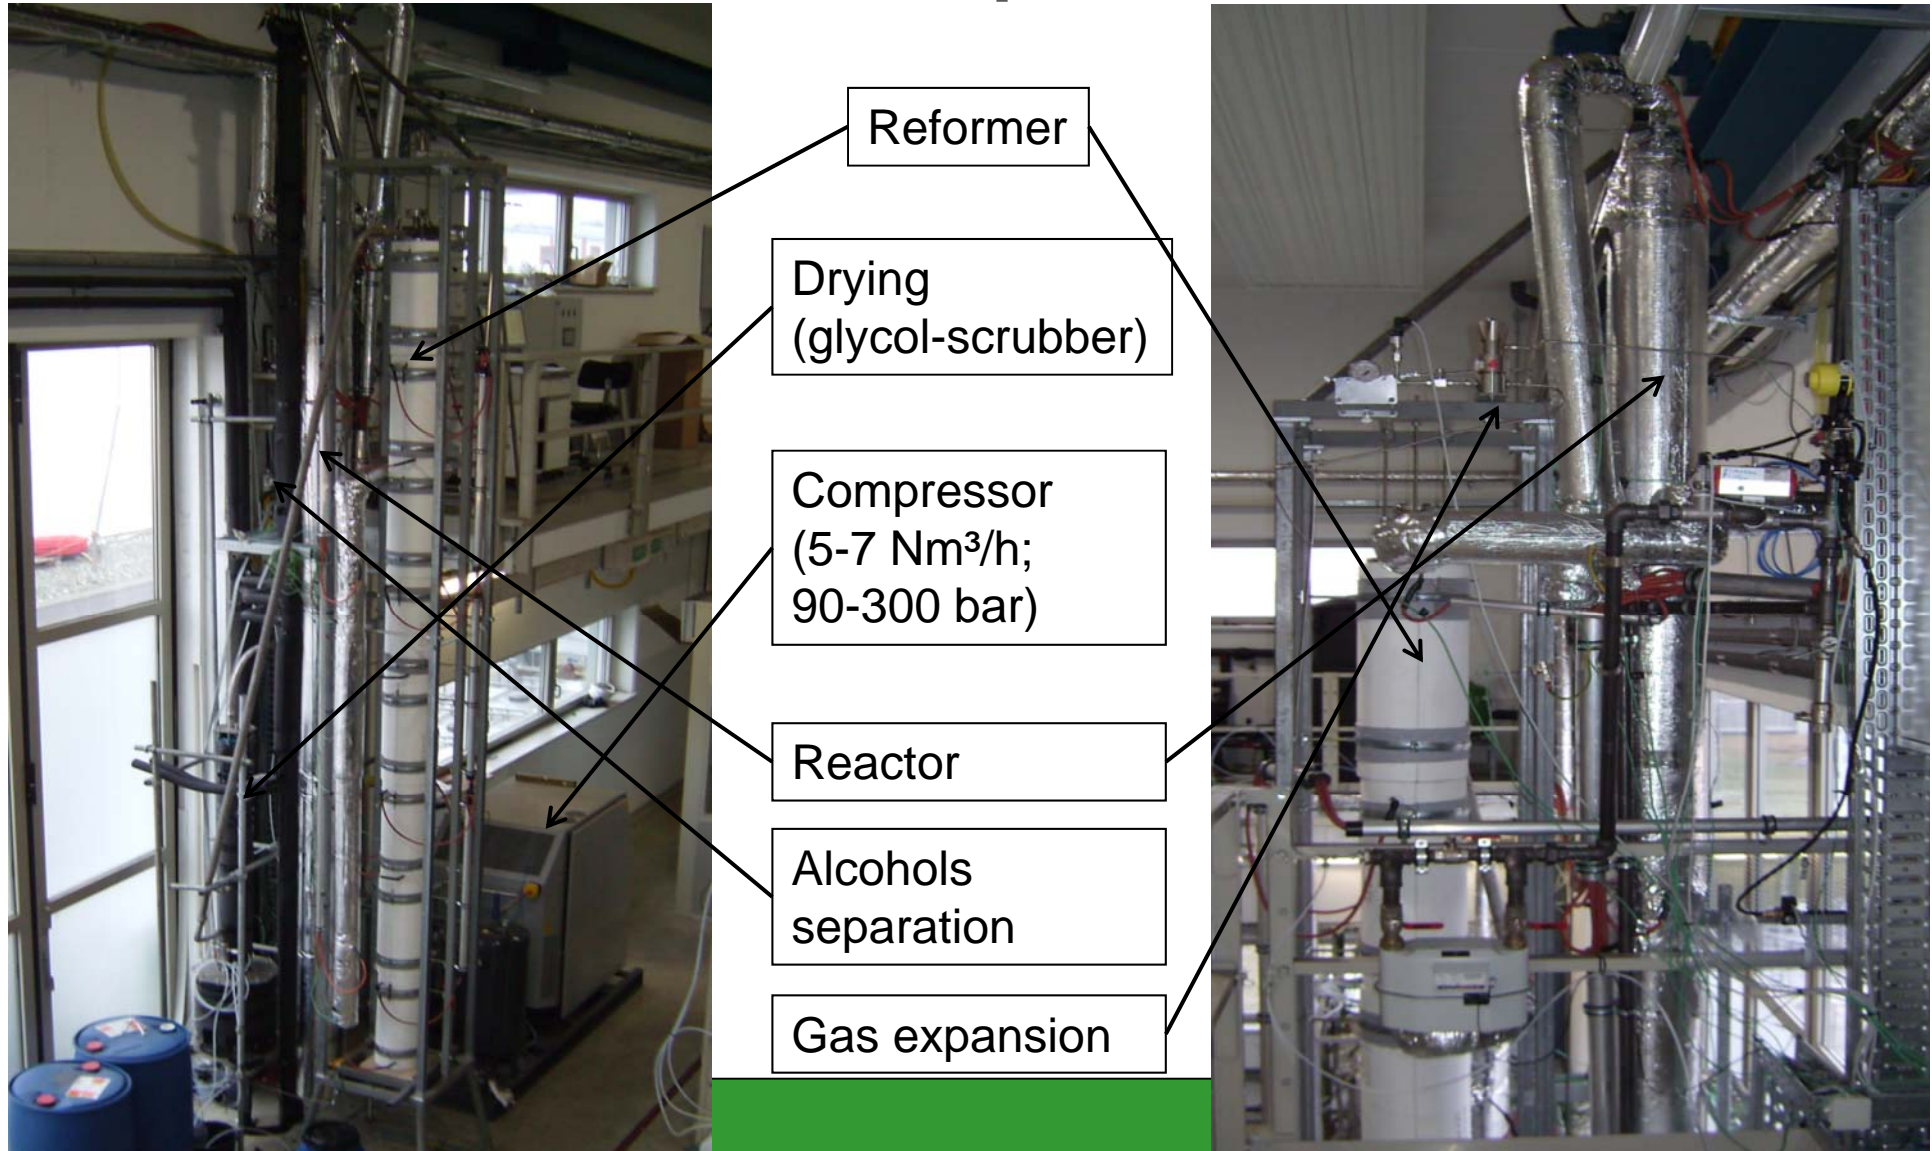 Reformer
Drying
(glycol-scrubber)
Compressor
(5-7 Nm³/h;
90-300 bar)
Reactor
Alcohols
separation
Gas expansion